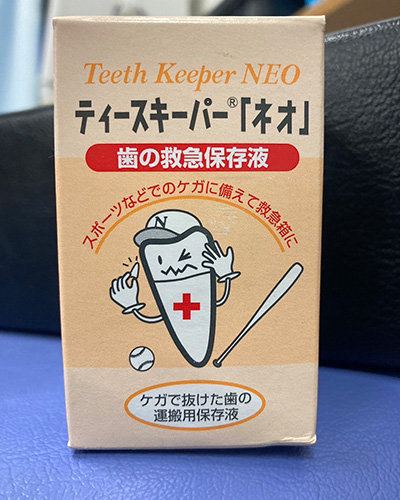 Teeth Keeper NEO
ティースキーパー®「ネオ」
歯の救急保存液
スポーツなどでのケガに備えて救急箱に
N
ケガで抜けた歯の
運搬用保存液